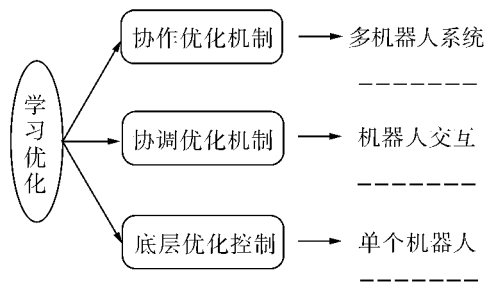 学习优化
协作优化机制
多机器人系统
协调优化机制
机器人交互
底层优化控制
单个机器人